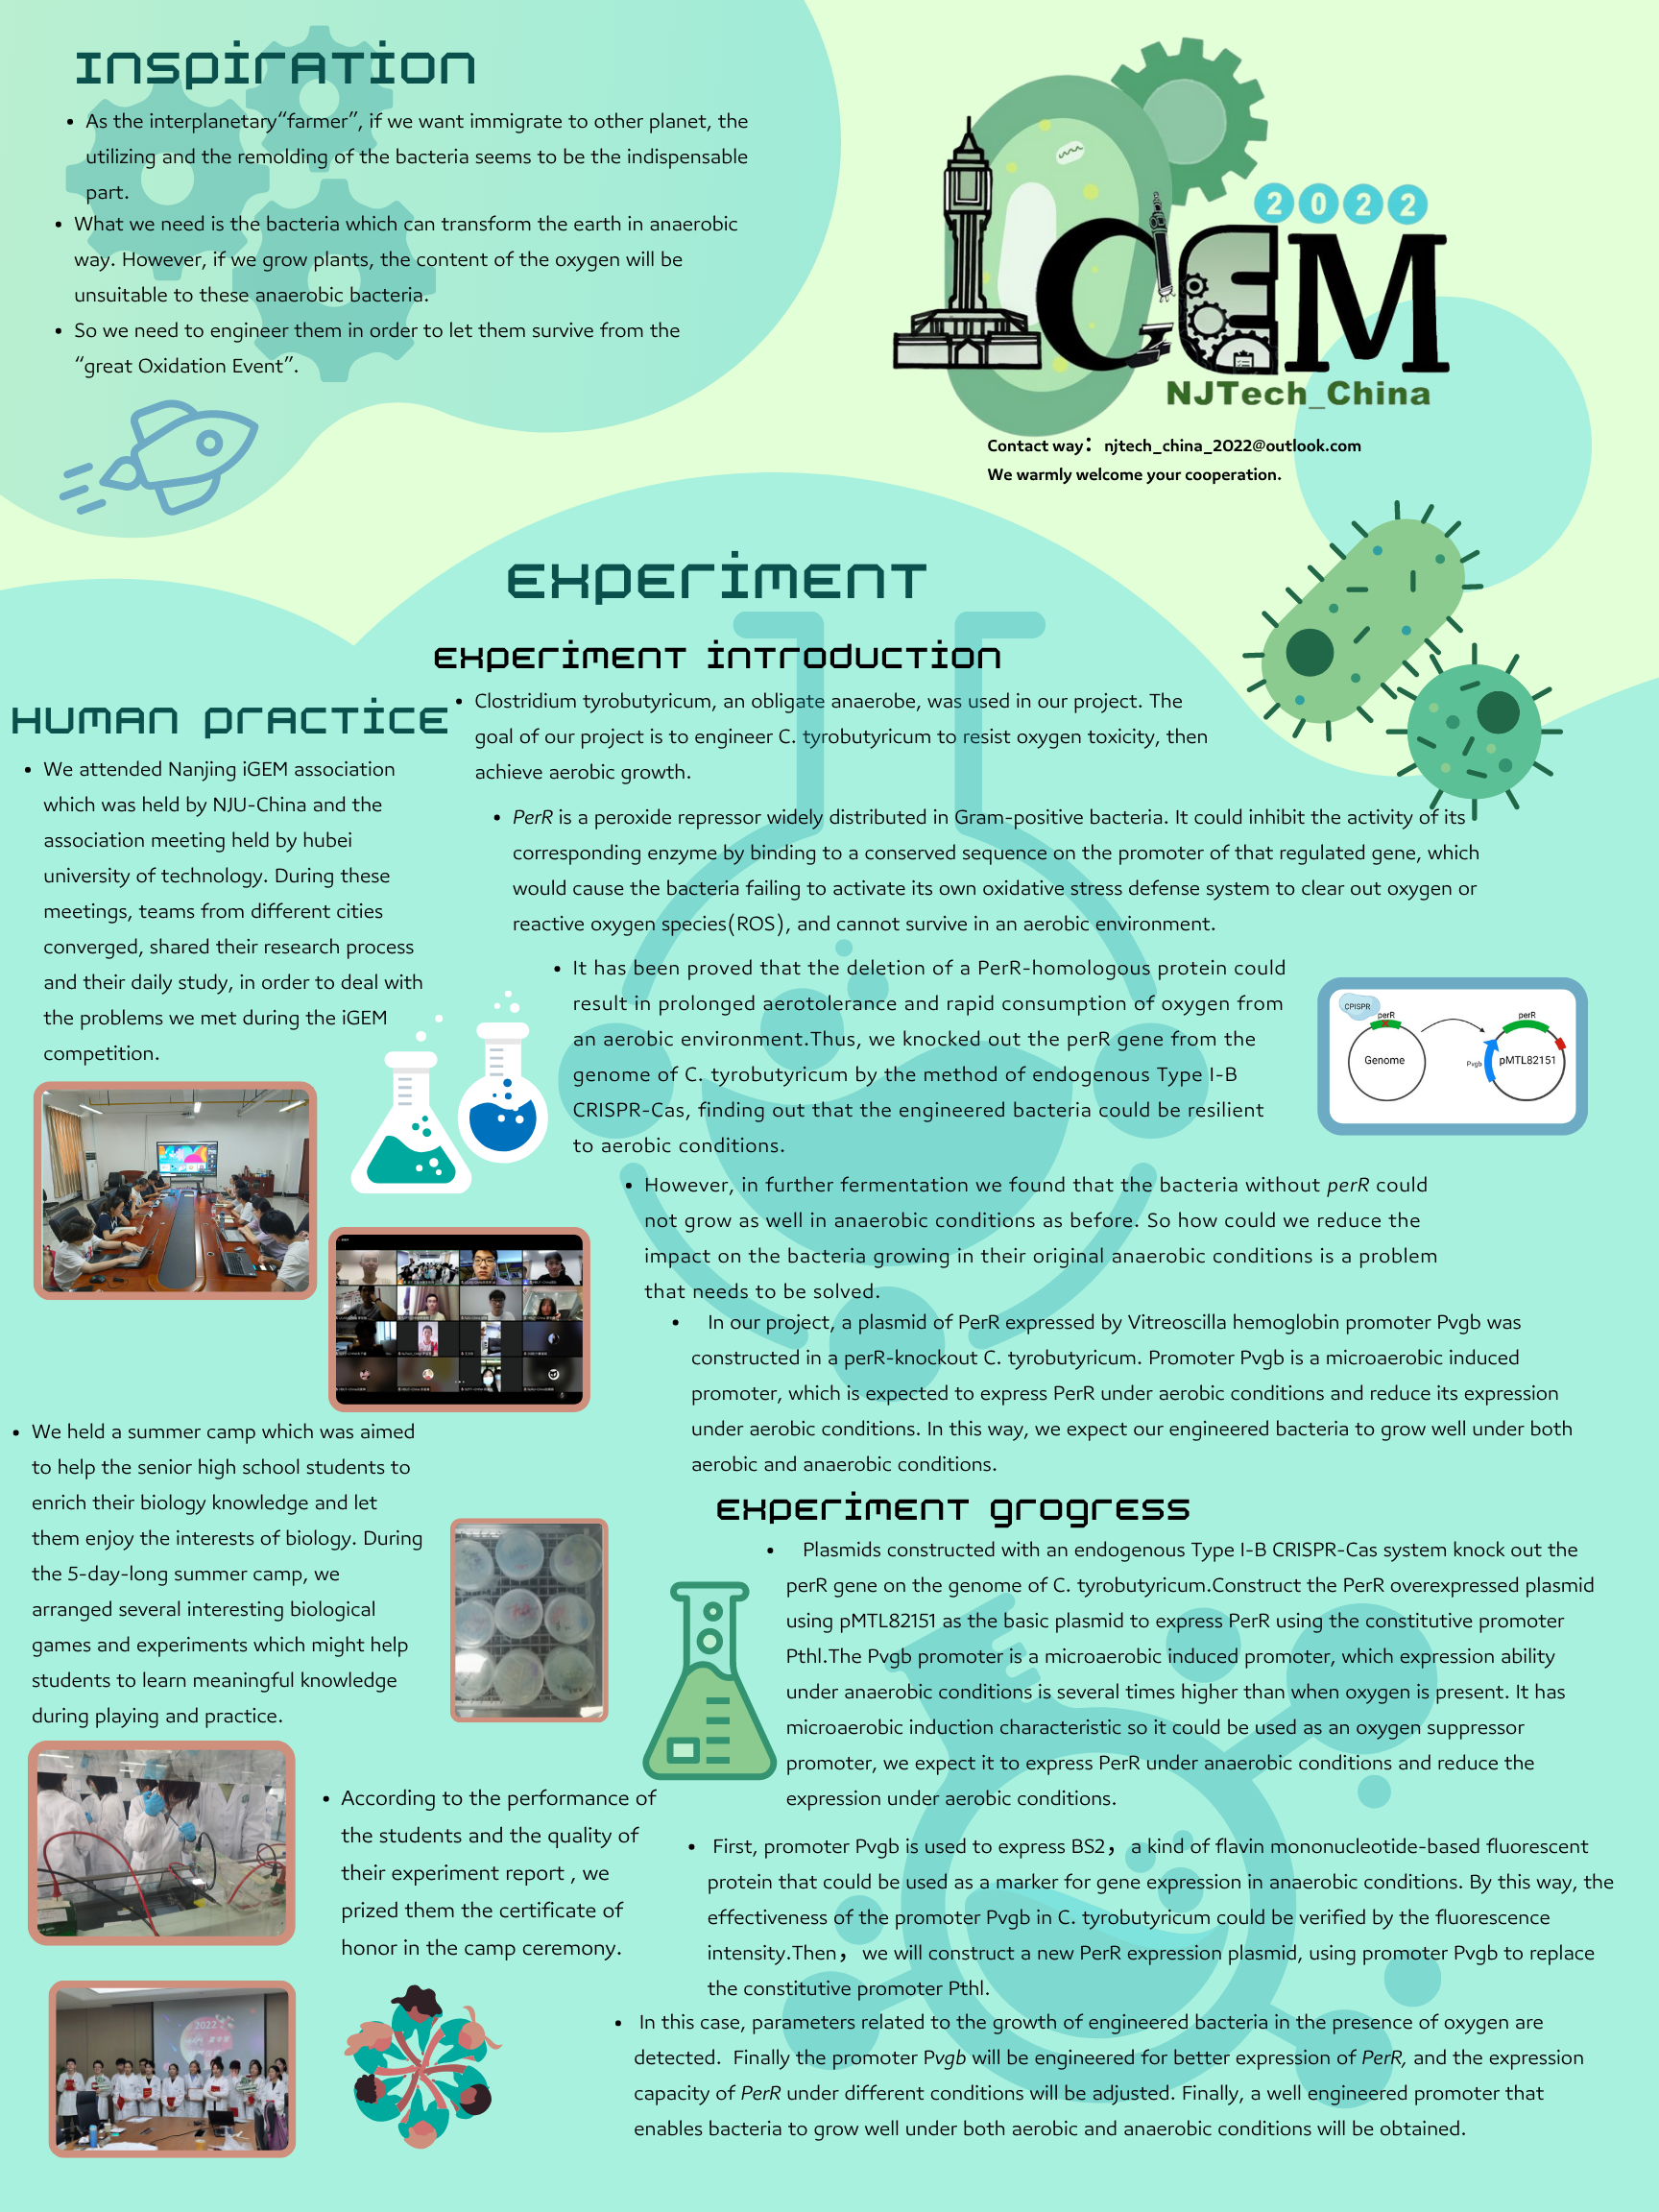 Inspiration
• As the interplanetary“farmer”, if we want immigrate to other planet, the
utilizing and the remolding of the bacteria seems to be the indispensable
part.
• What we need is the bacteria which can transform the earth in anaerobic
way. However, if we grow plants, the content of the oxygen will be
unsuitable to these anaerobic bacteria.
• So we need to engineer them in order to let them survive from the
“great Oxidation Event”.
2022
iGEM
NJTech_China
Contact way：njtech_china_2022@outlook.com
We warmly welcome your cooperation.
Experiment
Experiment introduction
• Clostridium tyrobutyricum, an obligate anaerobe, was used in our project. The
goal of our project is to engineer C. tyrobutyricum to resist oxygen toxicity, then
achieve aerobic growth.
• PerR is a peroxide repressor widely distributed in Gram-positive bacteria. It could inhibit the activity of its
corresponding enzyme by binding to a conserved sequence on the promoter of that regulated gene, which
would cause the bacteria failing to activate its own oxidative stress defense system to clear out oxygen or
reactive oxygen species(ROS), and cannot survive in an aerobic environment.
• It has been proved that the deletion of a PerR-homologous protein could
result in prolonged aerotolerance and rapid consumption of oxygen from
an aerobic environment.Thus, we knocked out the perR gene from the
genome of C. tyrobutyricum by the method of endogenous Type I-B
CRISPR-Cas, finding out that the engineered bacteria could be resilient
to aerobic conditions.
CPISPR
perR
Genome
perR
Pvgb
pMTL82151
• However, in further fermentation we found that the bacteria without perR could
not grow as well in anaerobic conditions as before. So how could we reduce the
impact on the bacteria growing in their original anaerobic conditions is a problem
that needs to be solved.
• In our project, a plasmid of PerR expressed by Vitreoscilla hemoglobin promoter Pvgb was
constructed in a perR-knockout C. tyrobutyricum. Promoter Pvgb is a microaerobic induced
promoter, which is expected to express PerR under aerobic conditions and reduce its expression
under aerobic conditions. In this way, we expect our engineered bacteria to grow well under both
aerobic and anaerobic conditions.
Experiment grogress
• Plasmids constructed with an endogenous Type I-B CRISPR-Cas system knock out the
perR gene on the genome of C. tyrobutyricum.Construct the PerR overexpressed plasmid
using pMTL82151 as the basic plasmid to express PerR using the constitutive promoter
Pthl.The Pvgb promoter is a microaerobic induced promoter, which expression ability
under anaerobic conditions is several times higher than when oxygen is present. It has
microaerobic induction characteristic so it could be used as an oxygen suppressor
promoter, we expect it to express PerR under anaerobic conditions and reduce the
expression under aerobic conditions.
• First, promoter Pvgb is used to express BS2，a kind of flavin mononucleotide-based fluorescent
protein that could be used as a marker for gene expression in anaerobic conditions. By this way, the
effectiveness of the promoter Pvgb in C. tyrobutyricum could be verified by the fluorescence
intensity.Then，we will construct a new PerR expression plasmid, using promoter Pvgb to replace
the constitutive promoter Pthl.
• In this case, parameters related to the growth of engineered bacteria in the presence of oxygen are
detected. Finally the promoter Pvgb will be engineered for better expression of PerR, and the expression
capacity of PerR under different conditions will be adjusted. Finally, a well engineered promoter that
enables bacteria to grow well under both aerobic and anaerobic conditions will be obtained.
Human practice
• We attended Nanjing iGEM association
which was held by NJU-China and the
association meeting held by hubei
university of technology. During these
meetings, teams from different cities
converged, shared their research process
and their daily study, in order to deal with
the problems we met during the iGEM
competition.
• We held a summer camp which was aimed
to help the senior high school students to
enrich their biology knowledge and let
them enjoy the interests of biology. During
the 5-day-long summer camp, we
arranged several interesting biological
games and experiments which might help
students to learn meaningful knowledge
during playing and practice.
• According to the performance of
the students and the quality of
their experiment report , we
prized them the certificate of
honor in the camp ceremony.
2022